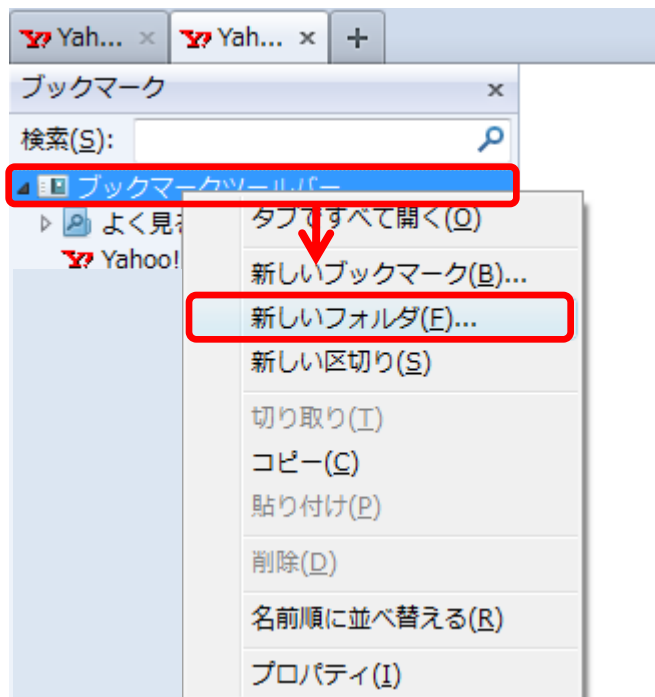 Yah... × Yah... × +
ブックマーク ×
検索(S):
ブックマークツールバー
よく見
タブですべて開く(O)
Yahoo!
新しいブックマーク(B)...
新しいフォルダ(F)...
新しい区切り(S)
切り取り(T)
コピー(C)
貼り付け(P)
削除(D)
名前順に並べ替える(R)
プロパティ(I)